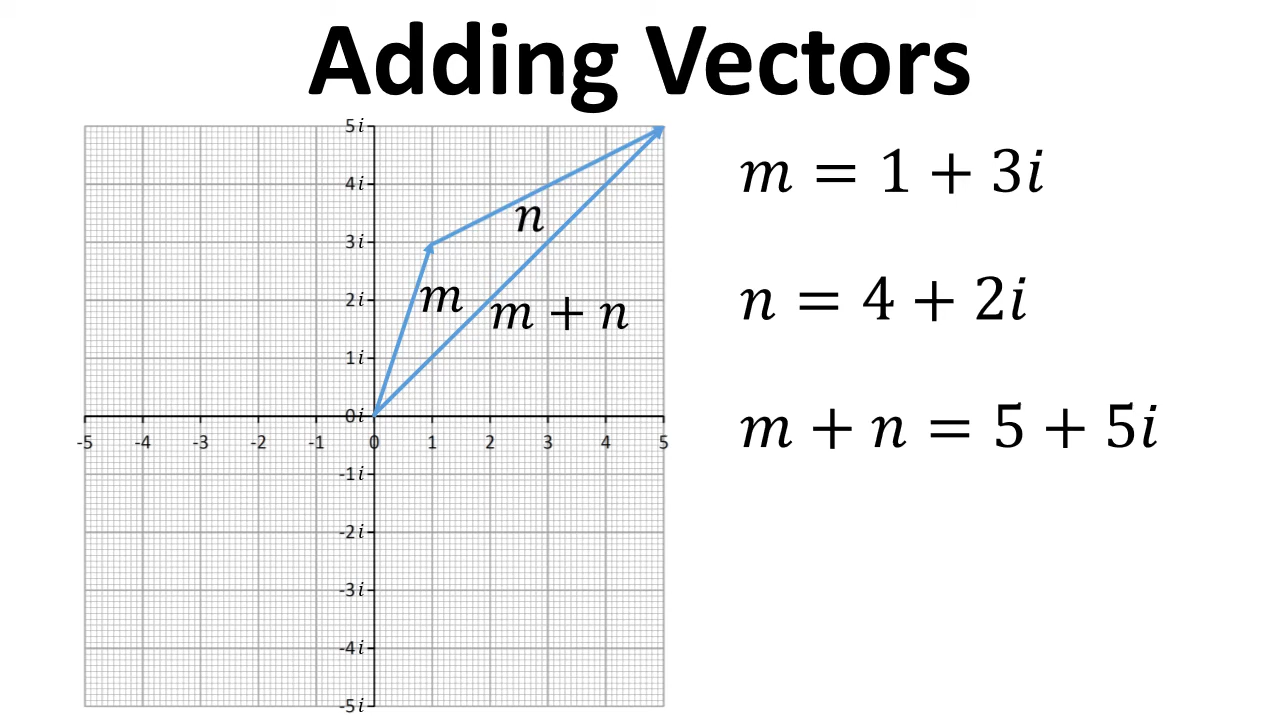 Adding Vectors
5i
m = 1 + 3i
4i
n
3i
2i
m
m + n
n = 4 + 2i
1i
0i
-5 -4 -3 -2 -1 0 1 2 3 4 5
m + n = 5 + 5i
-1i
-2i
-3i
-4i
-5i